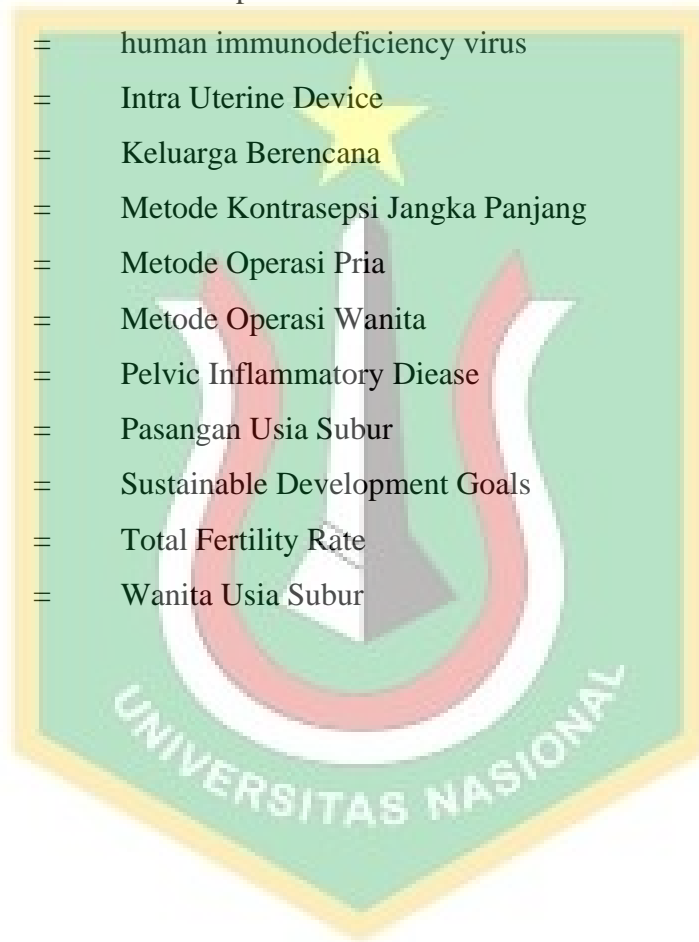 = human immunodeficiency virus
= Intra Uterine Device
= Keluarga Berencana
= Metode Kontrasepsi Jangka Panjang
= Metode Operasi Pria
= Metode Operasi Wanita
= Pelvic Inflammatory Diease
= Pasangan Usia Subur
= Sustainable Development Goals
= Total Fertility Rate
= Wanita Usia Subur
UNIVERSITAS NASIONAL